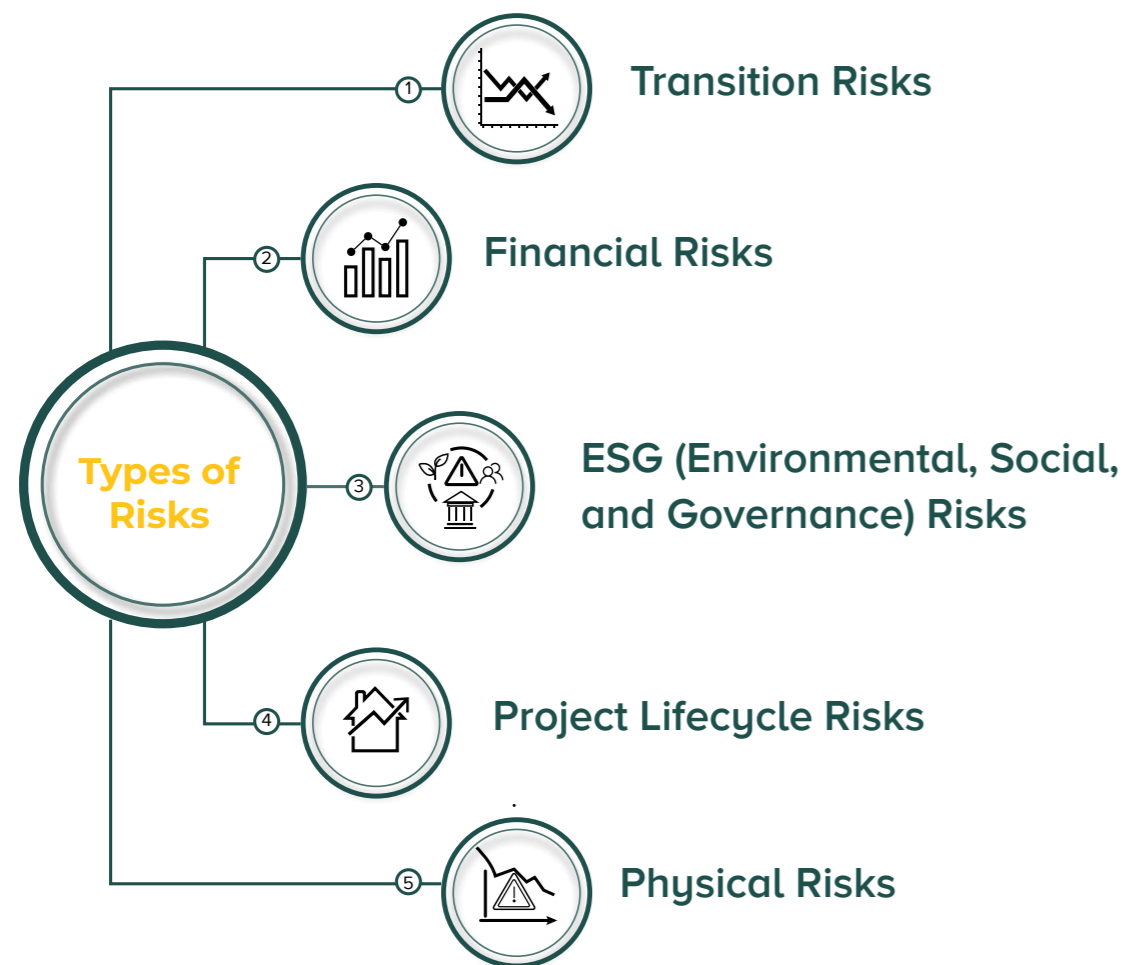 1
Transition Risks
2
Financial Risks
Types of
Risks
3
ESG (Environmental, Social,
and Governance) Risks
4
Project Lifecycle Risks
.
5
Physical Risks